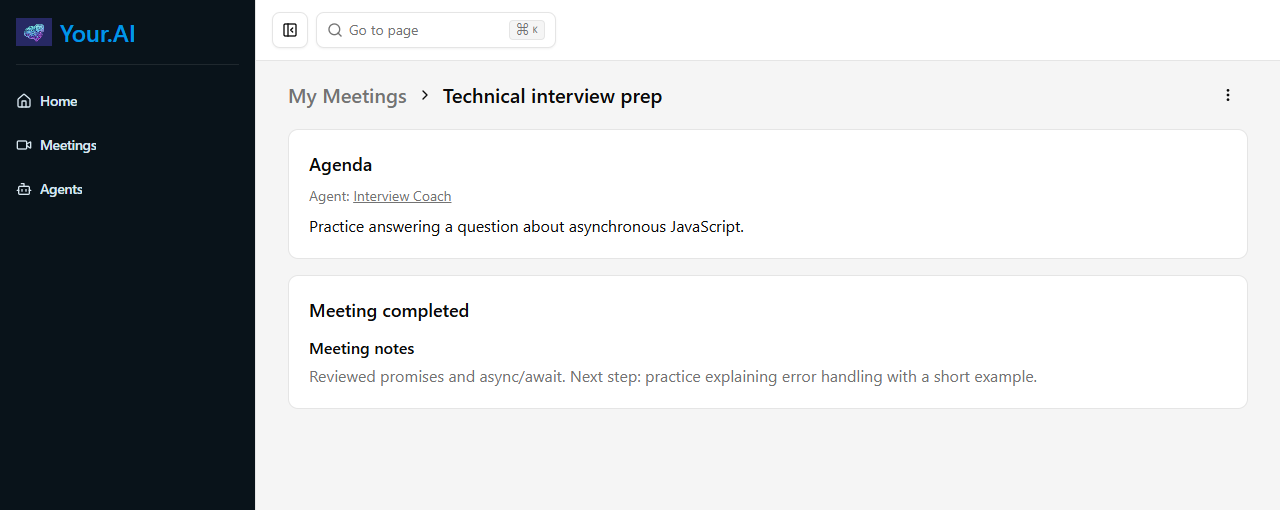 Your.AI
Home
Meetings
Agents
Go to page
⌘ K
My Meetings > Technical interview prep
Agenda
Agent: Interview Coach
Practice answering a question about asynchronous JavaScript.
Meeting completed
Meeting notes
Reviewed promises and async/await. Next step: practice explaining error handling with a short example.